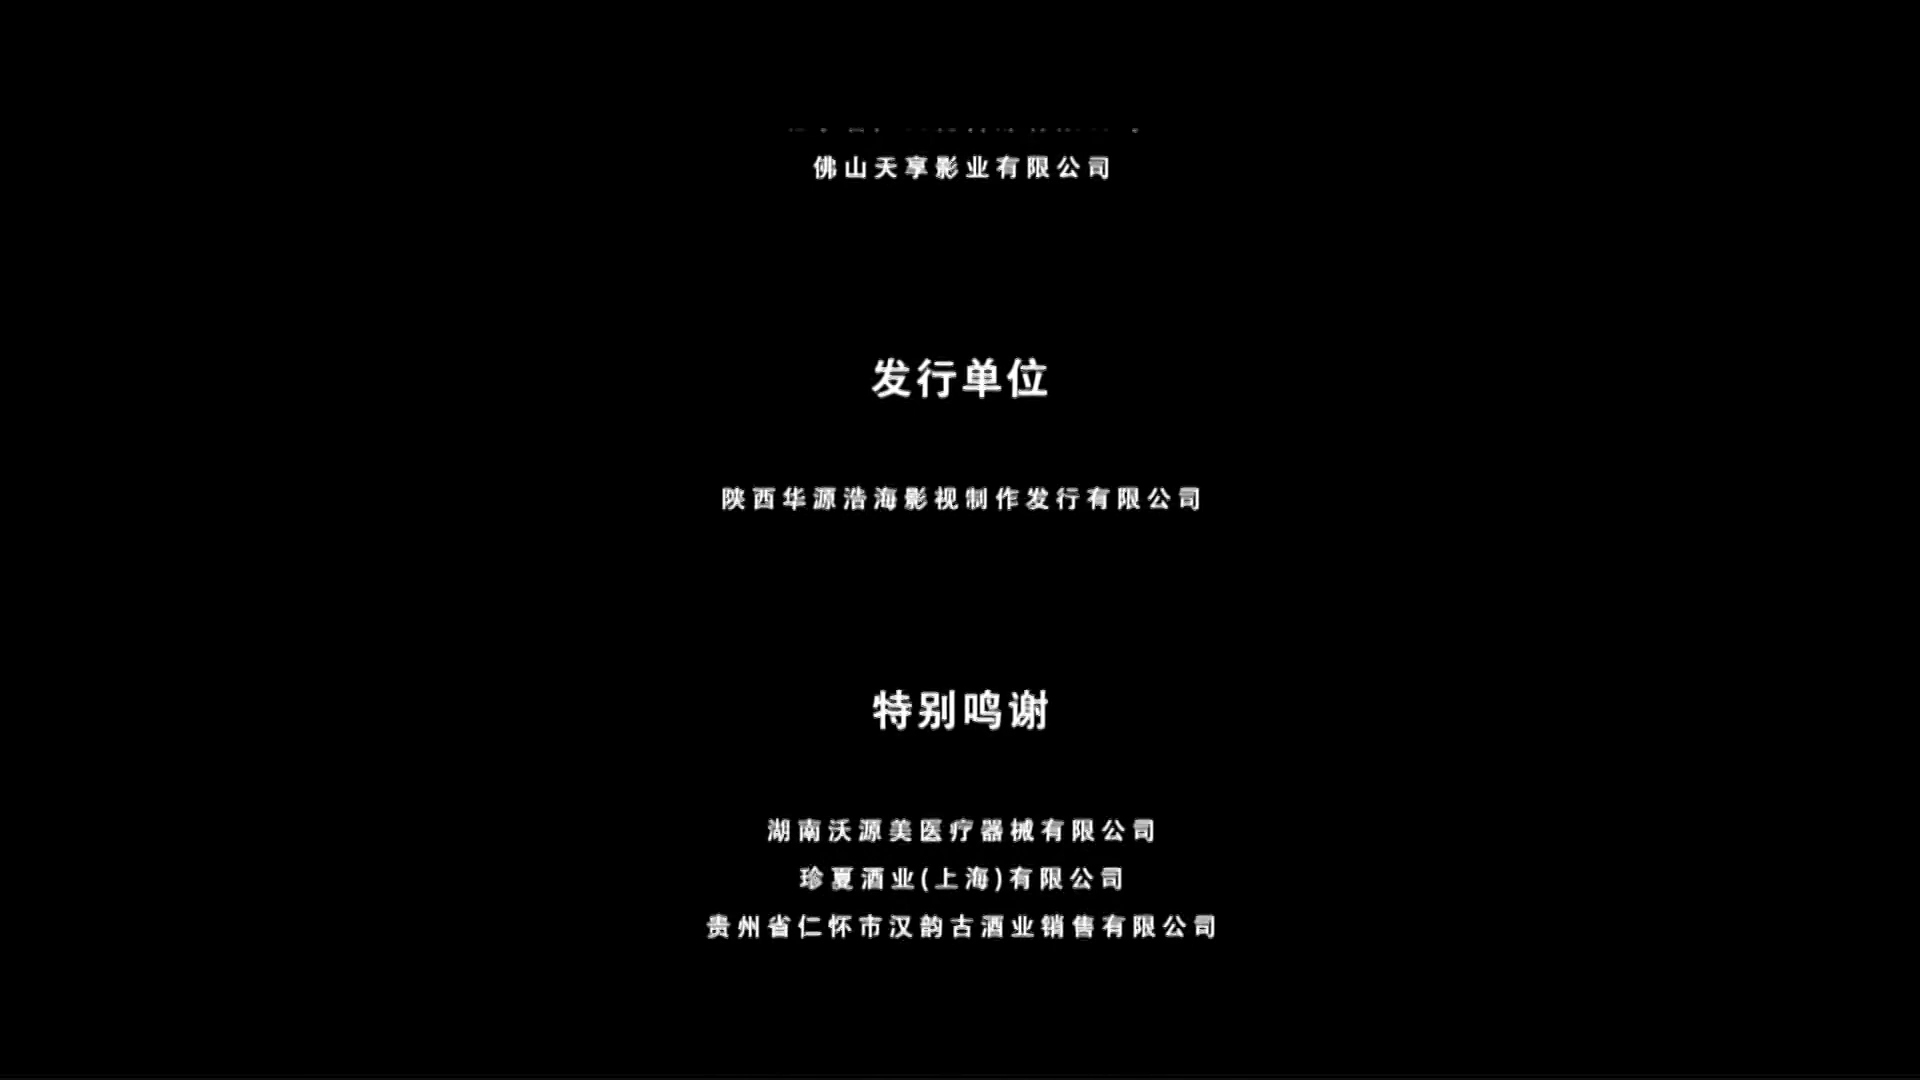 佛山天享影业有限公司
发行单位
陕西华源浩海影视制作发行有限公司
特别鸣谢
湖南沃源美医疗器械有限公司
珍夏酒业(上海)有限公司
贵州省仁怀市汉韵古酒业销售有限公司